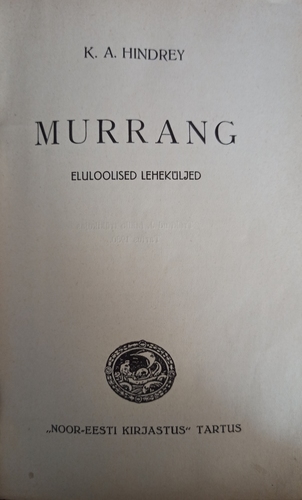 K. A. HINDREY
MURRANG
ELULOOLISED LEHEKÜLJED
„NOOR-EESTI KIRJASTUS“ TARTUS